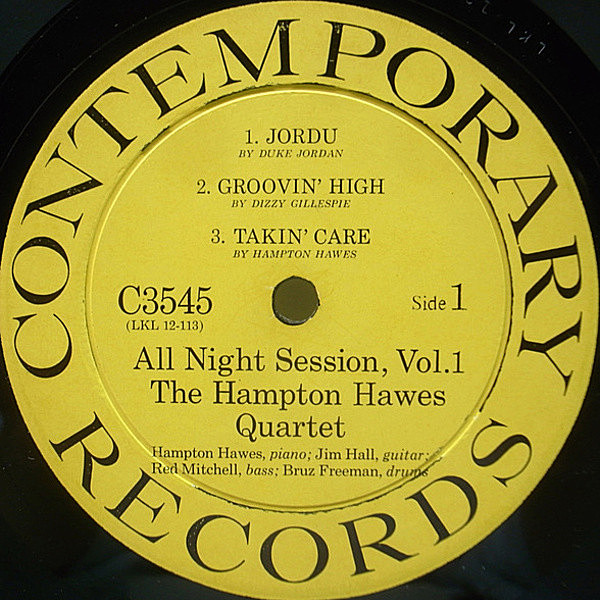 CONTEMPORARY
RECORDS
1. JORDU
BY DUKE JORDAN
2. GROOVIN' HIGH
BY DIZZY GILLESPIE
3. TAKIN' CARE
BY HAMPTON HAWES
C3545
(LKL 12-113)
Side 1
All Night Session, Vol.1
The Hampton Hawes
Quartet
Hampton Hawes, piano; Jim Hall, guitar;
Red Mitchell, bass; Bruz Freeman, drums